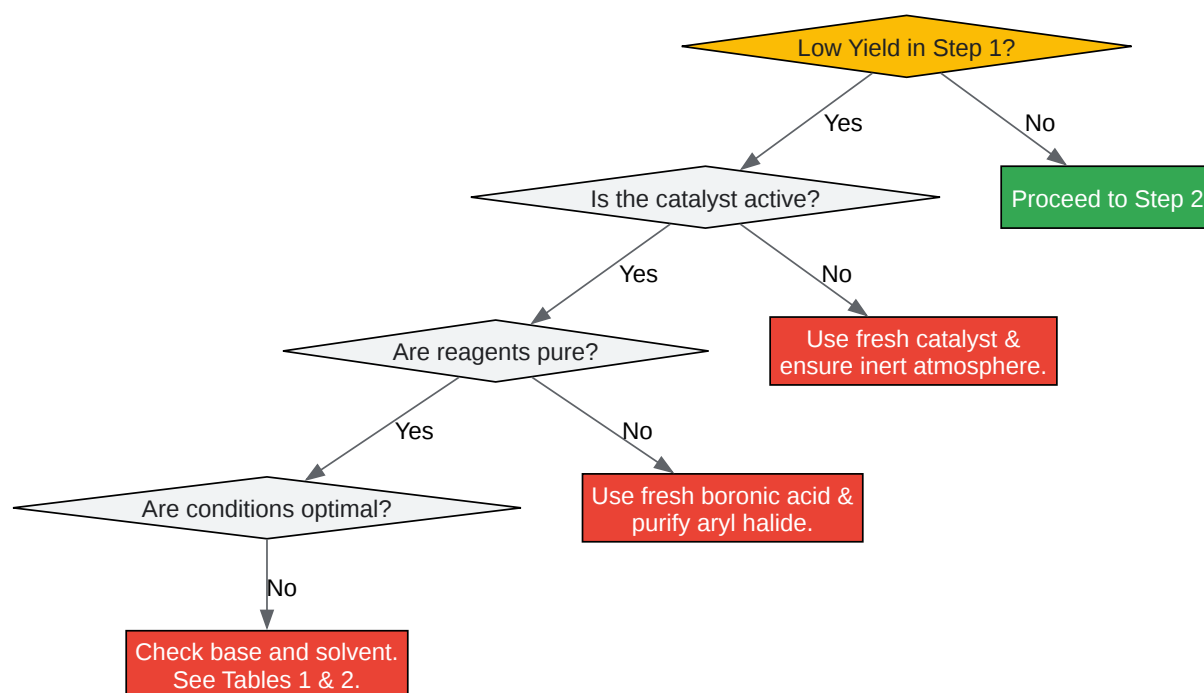 Low Yield in Step 1?
Yes
No
Is the catalyst active?
Proceed to Step 2
Yes
No
Are reagents pure?
Use fresh catalyst &
ensure inert atmosphere.
Yes
No
Are conditions optimal?
Use fresh boronic acid &
purify aryl halide.
No
Check base and solvent.
See Tables 1 & 2.